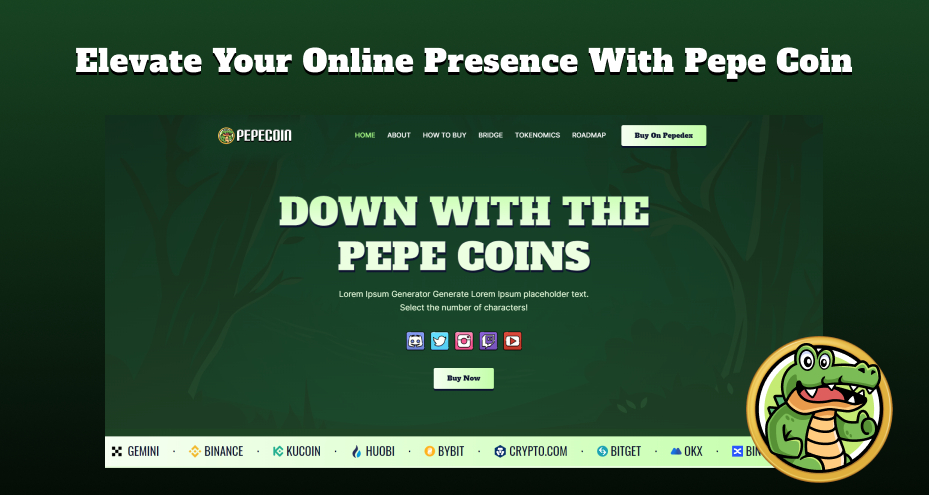 Elevate Your Online Presence With Pepe Coin
PEPECOIN
HOME ABOUT HOW TO BUY BRIDGE TOKENOMICS ROADMAP Buy On Pepedex
DOWN WITH THE
PEPE COINS
Lorem Ipsum Generator Generate Lorem Ipsum placeholder text.
Select the number of characters!
Buy Now
GEMINI · BINANCE · KUCOIN · HUOBI · BYBIT · CRYPTO.COM · BITGET · OKX · BIN